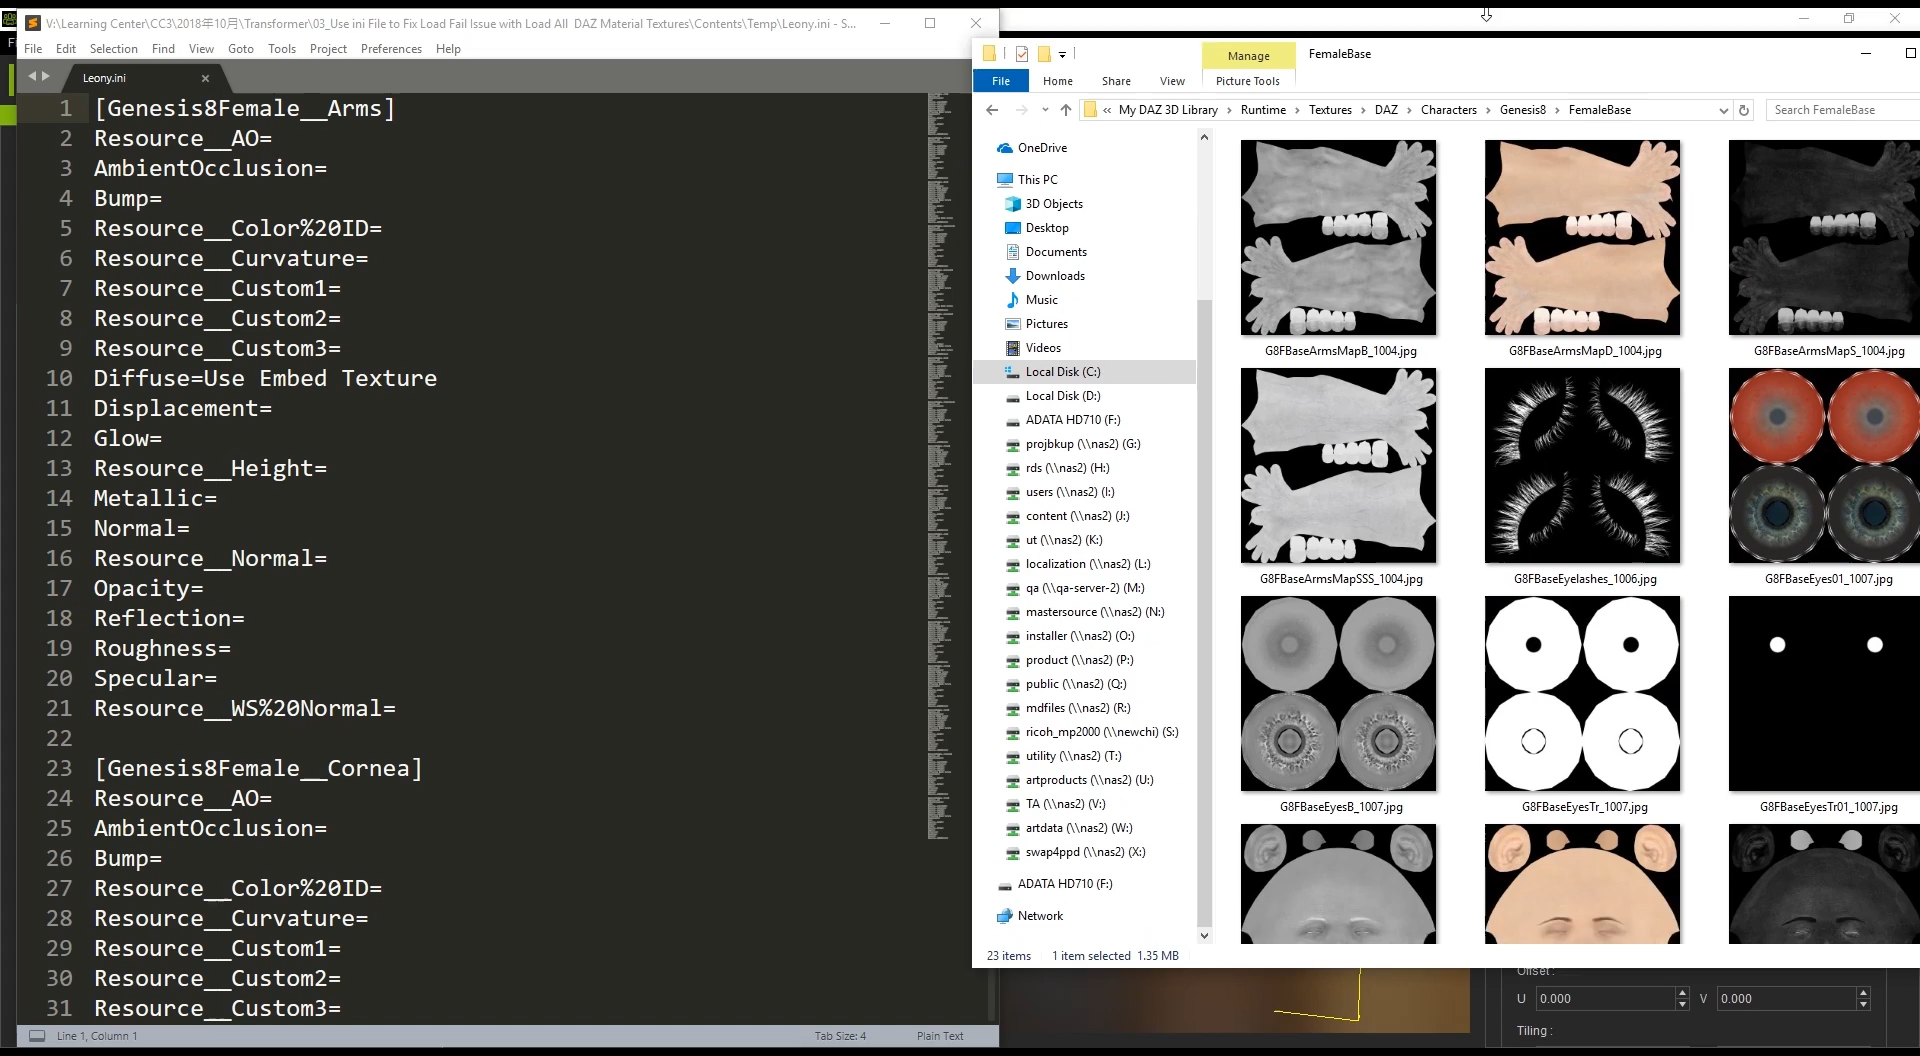 V:\Learning Center\CC3\2018年10月\Transformer\03_Use ini File to Fix Load Fail Issue with Load All  DAZ Material Textures\Contents\Temp\Leony.ini - S...
File Edit Selection Find View Goto Tools Project Preferences Help
Leony.ini
1 [Genesis8Female__Arms]
2 Resource__AO=
3 AmbientOcclusion=
4 Bump=
5 Resource__Color%20ID=
6 Resource__Curvature=
7 Resource__Custom1=
8 Resource__Custom2=
9 Resource__Custom3=
10 Diffuse=Use Embed Texture
11 Displacement=
12 Glow=
13 Resource__Height=
14 Metallic=
15 Normal=
16 Resource__Normal=
17 Opacity=
18 Reflection=
19 Roughness=
20 Specular=
21 Resource__WS%20Normal=
22
23 [Genesis8Female__Cornea]
24 Resource__AO=
25 AmbientOcclusion=
26 Bump=
27 Resource__Color%20ID=
28 Resource__Curvature=
29 Resource__Custom1=
30 Resource__Custom2=
31 Resource__Custom3=
Line 1, Column 1
Tab Size: 4
Plain Text
Manage
FemaleBase
File Home Share View Picture Tools
« My DAZ 3D Library > Runtime > Textures > DAZ > Characters > Genesis8 > FemaleBase
Search FemaleBase
OneDrive
This PC
3D Objects
Desktop
Documents
Downloads
Music
Pictures
Videos
Local Disk (C:)
Local Disk (D:)
ADATA HD710 (F:)
projbkup (\\nas2) (G:)
rds (\\nas2) (H:)
users (\\nas2) (I:)
content (\\nas2) (J:)
ut (\\nas2) (K:)
localization (\\nas2) (L:)
qa (\\qa-server-2) (M:)
mastersource (\\nas2) (N:)
installer (\\nas2) (O:)
product (\\nas2) (P:)
public (\\nas2) (Q:)
mdfiles (\\nas2) (R:)
ricoh_mp2000 (\\newchi) (S:)
utility (\\nas2) (T:)
artproducts (\\nas2) (U:)
TA (\\nas2) (V:)
artdata (\\nas2) (W:)
swap4ppd (\\nas2) (X:)
ADATA HD710 (F:)
Network
G8FBaseArmsMapB_1004.jpg
G8FBaseArmsMapD_1004.jpg
G8FBaseArmsMapS_1004.jpg
G8FBaseArmsMapSSS_1004.jpg
G8FBaseEyelashes_1006.jpg
G8FBaseEyes01_1007.jpg
G8FBaseEyesB_1007.jpg
G8FBaseEyesTr_1007.jpg
G8FBaseEyesTr01_1007.jpg
23 items 1 item selected 1.35 MB
Offset :
U 0.000 V 0.000
Tiling :